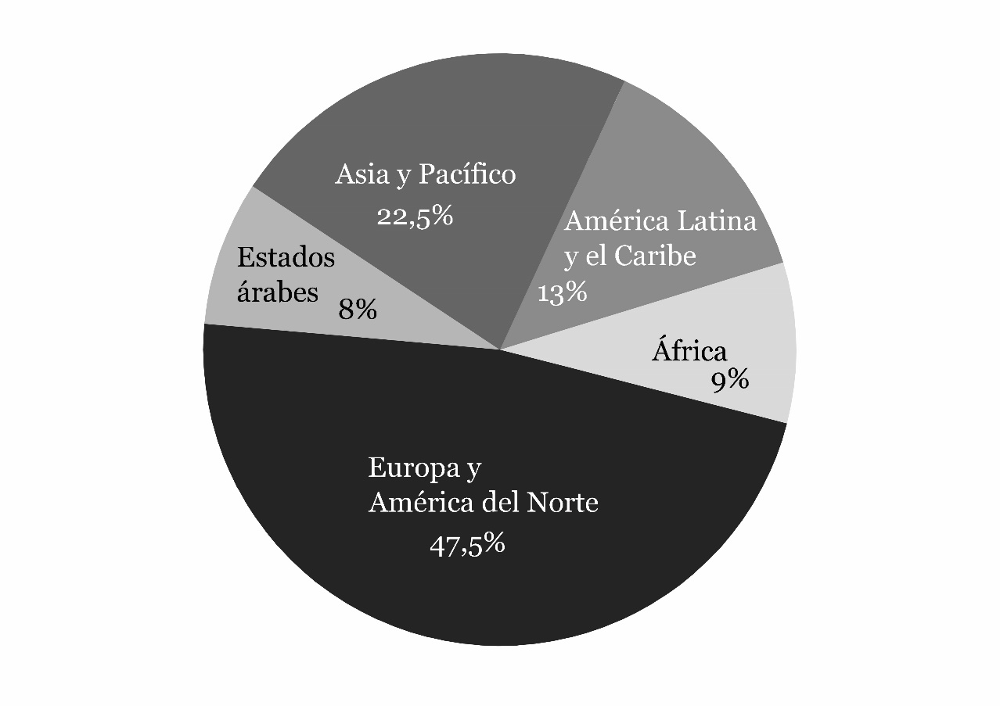 Asia y Pacífico
22,5%
América Latina
y el Caribe
13%
Estados
árabes
8%
África
9%
Europa y
América del Norte
47,5%